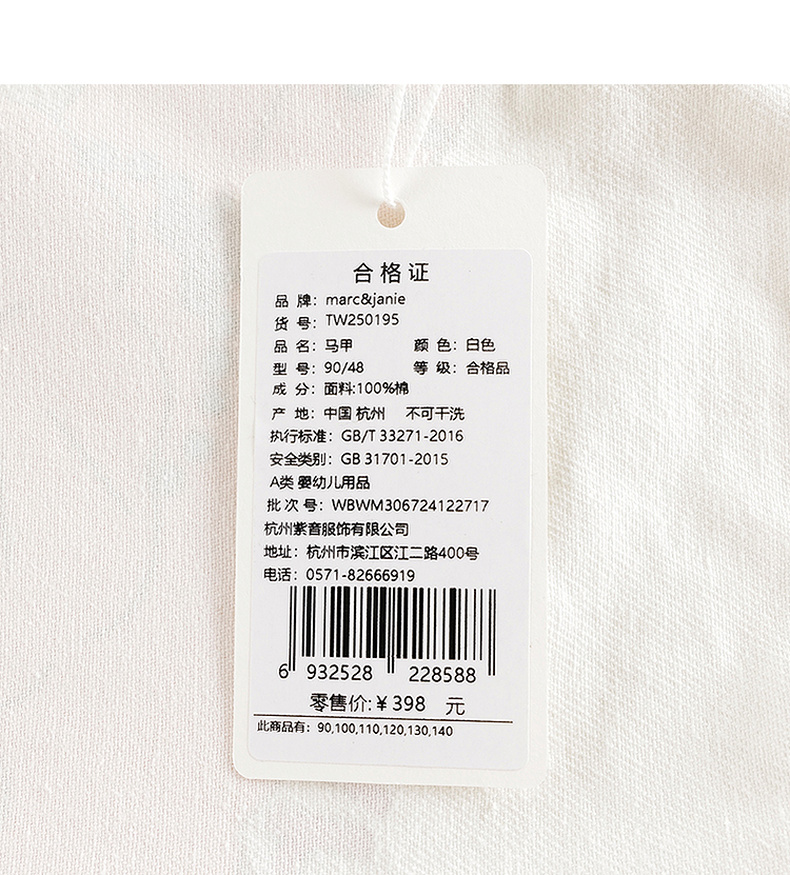 合格证
品 牌：marc&janie
货 号：TW250195
品 名：马甲 颜 色：白色
型 号：90/48 等 级：合格品
成 分：面料:100%棉
产 地：中国 杭州 不可干洗
执行标准：GB/T 33271-2016
安全类别：GB 31701-2015
A类 婴幼儿用品
批 次 号：WBWM306724122717
杭州紫音服饰有限公司
地址：杭州市滨江区江二路400号
电话：0571-82666919
6 932528 228588
零售价:¥398 元
此商品有：90,100,110,120,130,140